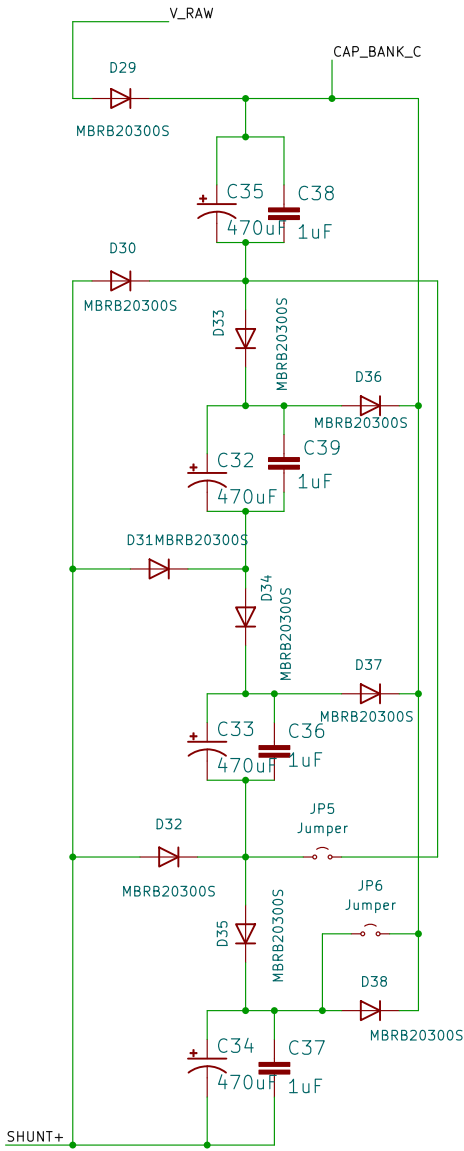 V_RAW
CAP_BANK_C
D29
MBRB20300S
+
C35
C38
470uF
1uF
D30
MBRB20300S
D33
MBRB20300S
D36
MBRB20300S
+
C32
C39
470uF
1uF
D31MBRB20300S
D34
MBRB20300S
D37
MBRB20300S
+
C33
C36
470uF
1uF
JP5
Jumper
D32
MBRB20300S
JP6
Jumper
D35
MBRB20300S
D38
MBRB20300S
+
C34
C37
470uF
1uF
SHUNT+